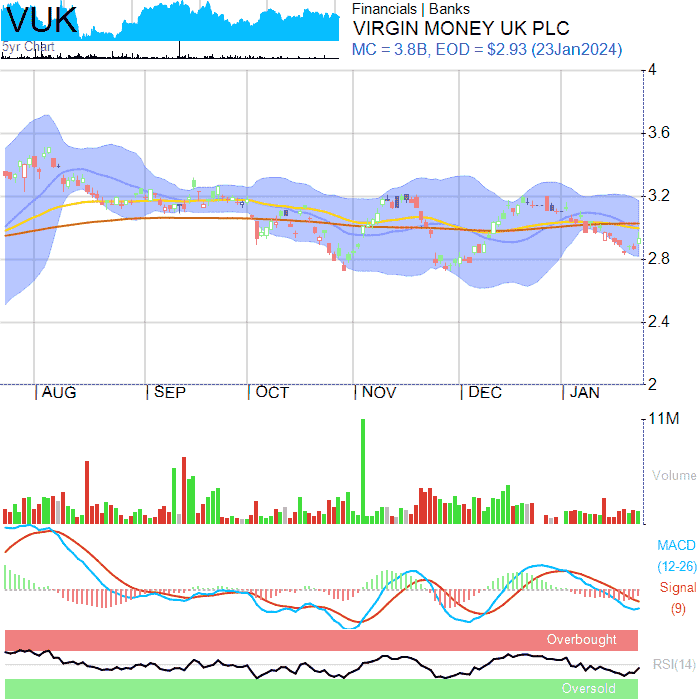 VUK
5yr Chart
Financials | Banks
VIRGIN MONEY UK PLC
MC = 3.8B, EOD = $2.93 (23Jan2024)
4
3.6
3.2
2.8
2.4
2
AUG SEP OCT NOV DEC JAN
11M
Volume
MACD
(12-26)
Signal
(9)
Overbought
RSI(14)
Oversold